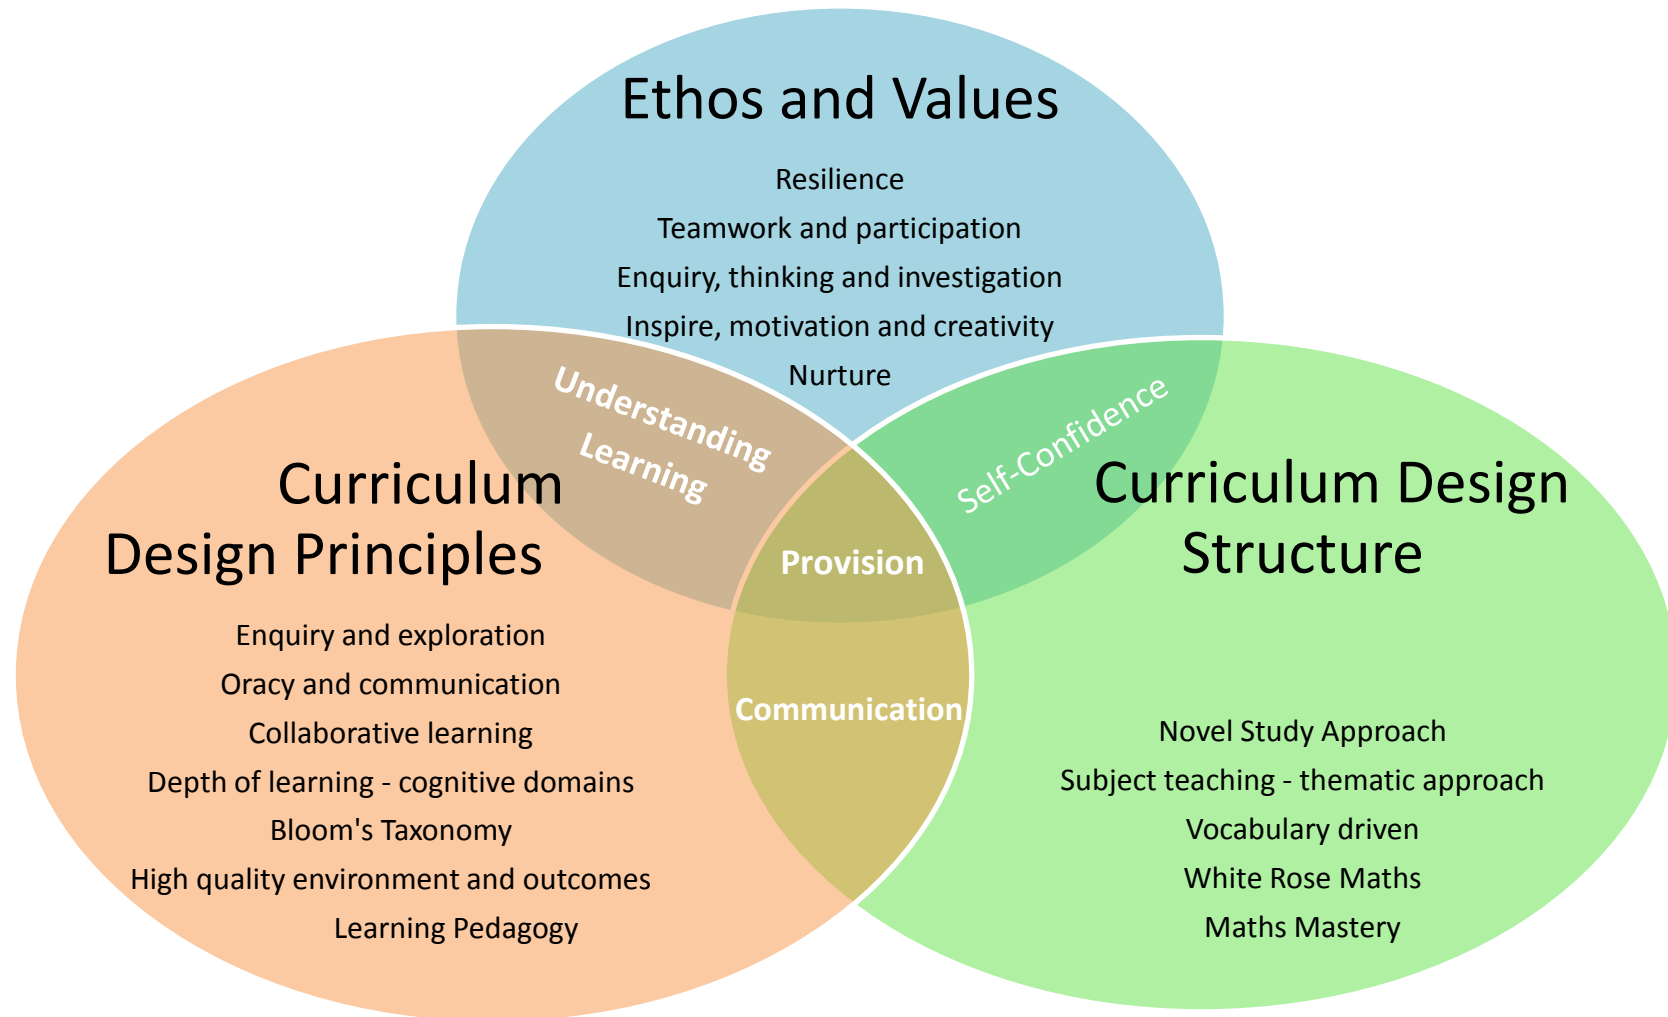 Ethos and Values
Resilience
Teamwork and participation
Enquiry, thinking and investigation
Inspire, motivation and creativity
Nurture
Understanding
Learning
Self-Confidence
Provision
Communication
Curriculum
Design Principles
Enquiry and exploration
Oracy and communication
Collaborative learning
Depth of learning - cognitive domains
Bloom's Taxonomy
High quality environment and outcomes
Learning Pedagogy
Curriculum Design
Structure
Novel Study Approach
Subject teaching - thematic approach
Vocabulary driven
White Rose Maths
Maths Mastery